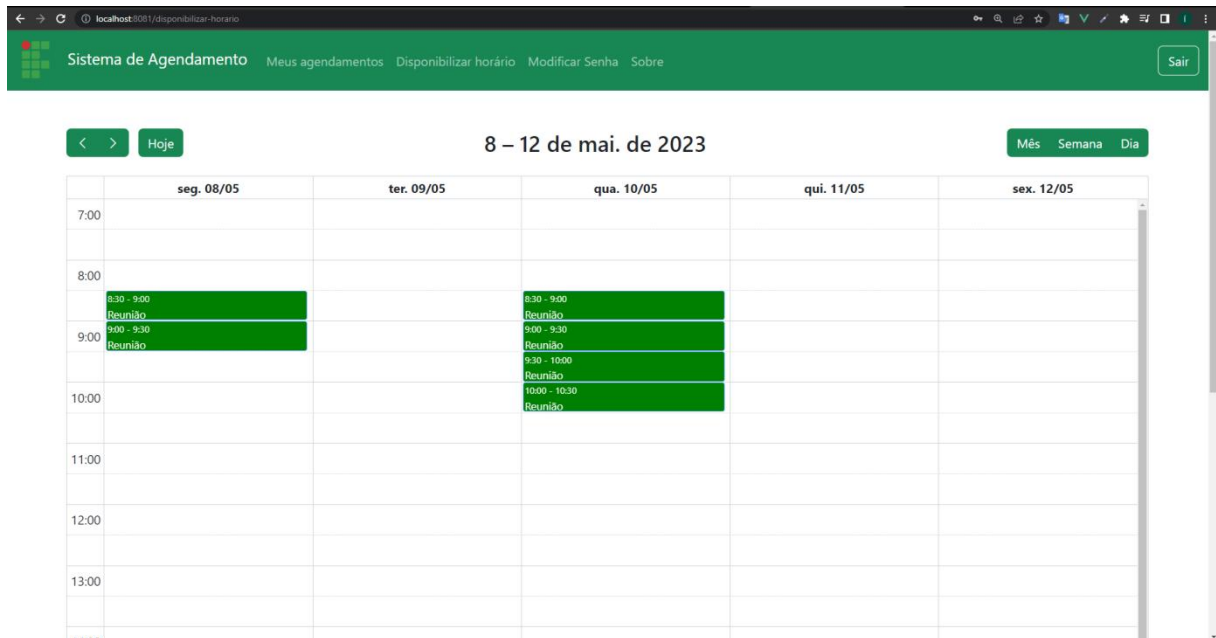 localhost:8081/disponibilizar-horario
Sistema de Agendamento Meus agendamentos Disponibilizar horário Modificar Senha Sobre Sair
Hoje 8 – 12 de mai. de 2023 Mês Semana Dia
seg. 08/05 ter. 09/05 qua. 10/05 qui. 11/05 sex. 12/05
7:00
8:00
8:30 - 9:00 8:30 - 9:00
Reunião Reunião
9:00
9:00 - 9:30 9:00 - 9:30
Reunião Reunião
9:30 - 10:00
Reunião
10:00
10:00 - 10:30
Reunião
11:00
12:00
13:00